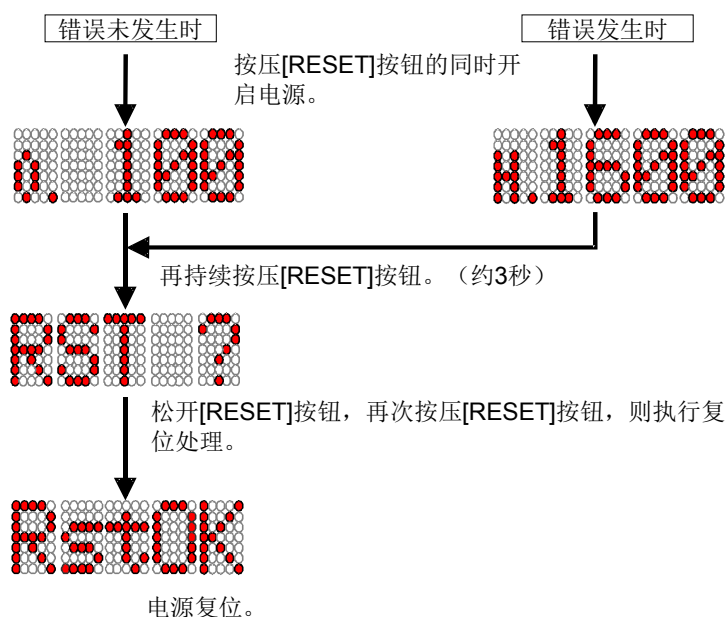 错误未发生时
错误发生时
按压[RESET]按钮的同时开
启电源。
100
1600
再持续按压[RESET]按钮。（约3秒）
RST ?
松开[RESET]按钮，再次按压[RESET]按钮，则执行复
位处理。
RstOK
电源复位。